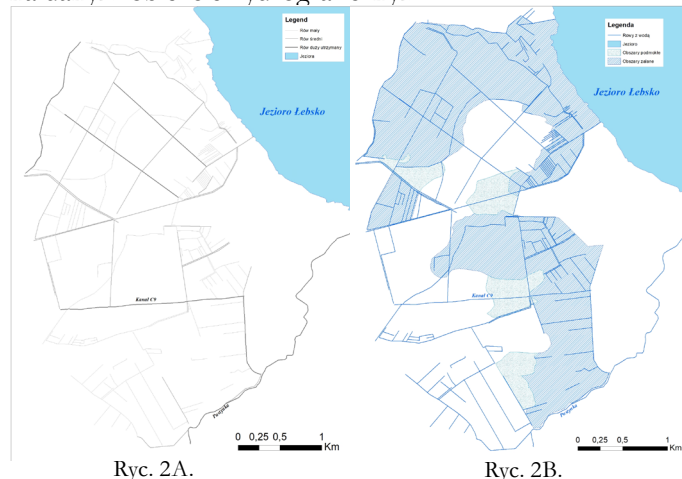 Legend
Rów mały
Rów średni
Rów duży utrzymany
Jeziora
Jezioro Łebsko
Kanał C9
Pustynka
0 0,25 0,5 1
Km
Ryc. 2A.
Legenda
Rowy z wodą
Jezioro
Obszary podmokłe
Obszary zalane
Jezioro Łebsko
Kanał C9
Pustynka
0 0,25 0,5 1
Km
Ryc. 2B.